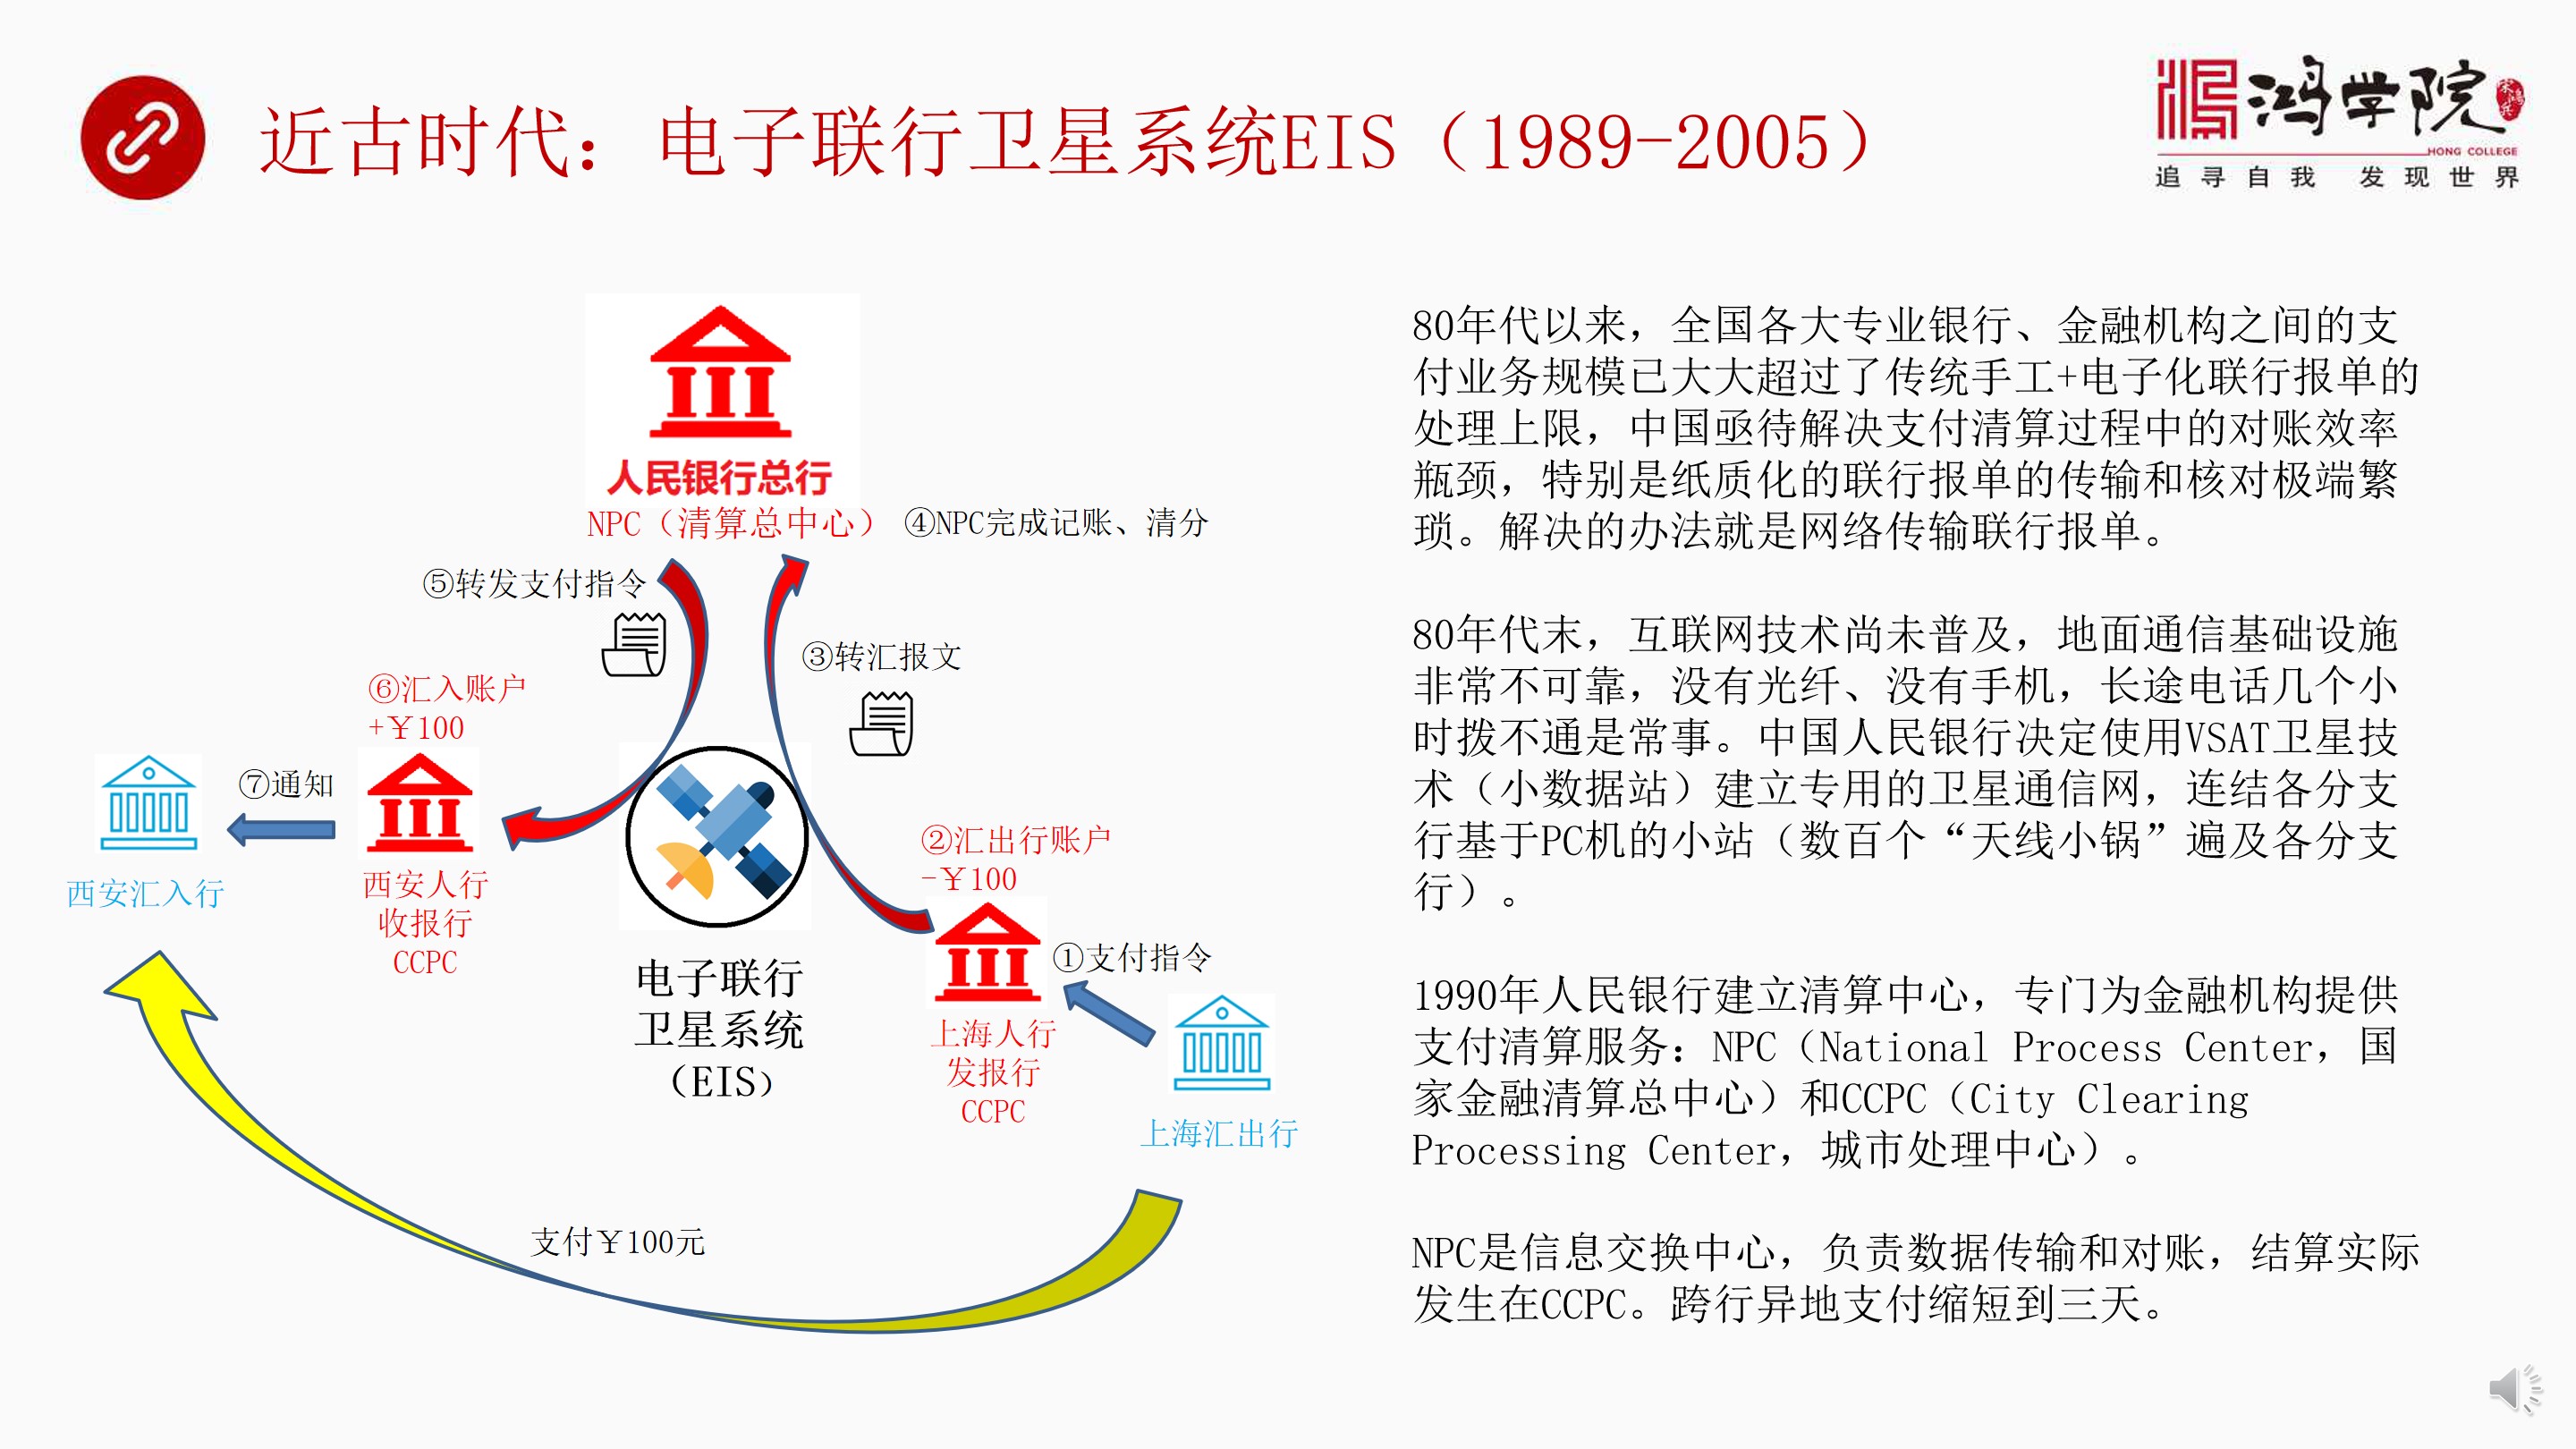 近古时代：电子联行卫星系统EIS（1989-2005）
鸿学院
HONG COLLEGE
追寻自我 发现世界
人民银行总行
NPC（清算总中心）
④NPC完成记账、清分
⑤转发支付指令
③转汇报文
⑥汇入账户
+￥100
⑦通知
西安汇入行
西安人行
收报行
CCPC
②汇出行账户
-￥100
①支付指令
电子联行
卫星系统
（EIS）
上海人行
发报行
CCPC
上海汇出行
支付￥100元
80年代以来，全国各大专业银行、金融机构之间的支
付业务规模已大大超过了传统手工+电子化联行报单的
处理上限，中国亟待解决支付清算过程中的对账效率
瓶颈，特别是纸质化的联行报单的传输和核对极端繁
琐。解决的办法就是网络传输联行报单。
80年代末，互联网技术尚未普及，地面通信基础设施
非常不可靠，没有光纤、没有手机，长途电话几个小
时拨不通是常事。中国人民银行决定使用VSAT卫星技
术（小数据站）建立专用的卫星通信网，连结各分支
行基于PC机的小站（数百个“天线小锅”遍及各分支
行）。
1990年人民银行建立清算中心，专门为金融机构提供
支付清算服务：NPC（National Process Center，国
家金融清算总中心）和CCPC（City Clearing
Processing Center，城市处理中心）。
NPC是信息交换中心，负责数据传输和对账，结算实际
发生在CCPC。跨行异地支付缩短到三天。